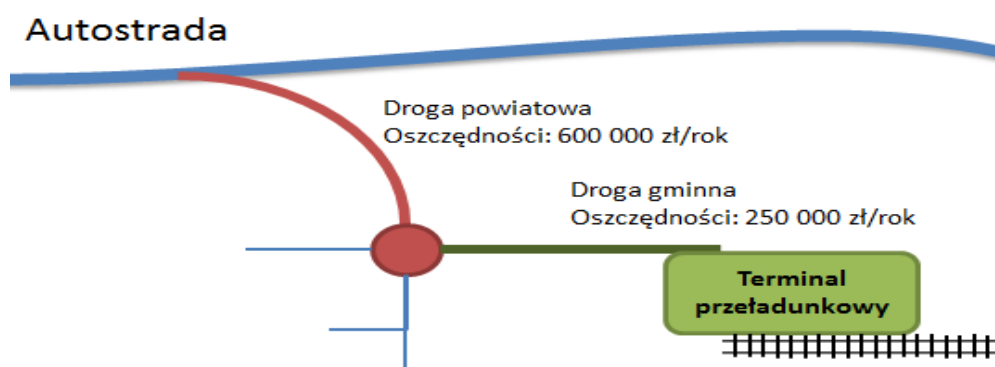 Autostrada
Droga powiatowa
Oszczędności: 600 000 zł/rok
Droga gminna
Oszczędności: 250 000 zł/rok
Terminal
przeładunkowy